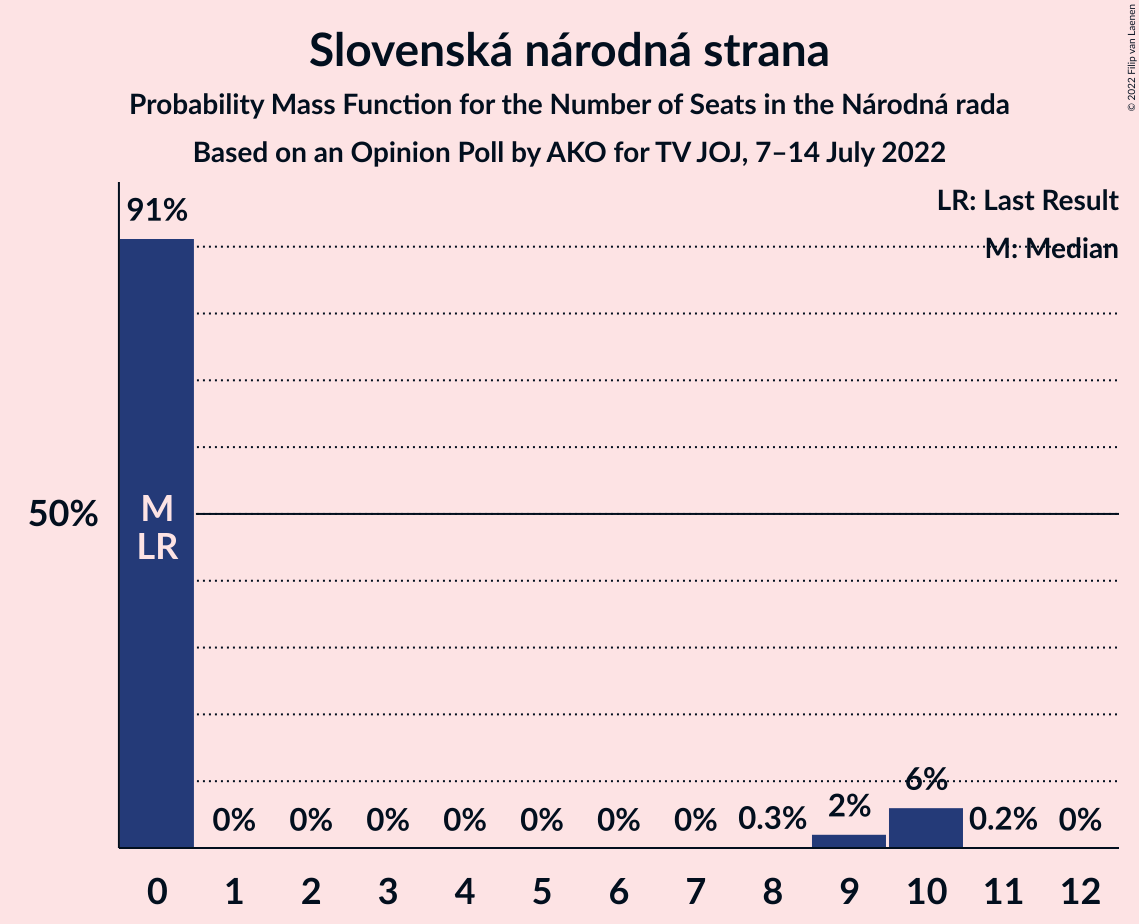 Slovenská národná strana
Probability Mass Function for the Number of Seats in the Národná rada
Based on an Opinion Poll by AKO for TV JOJ, 7–14 July 2022
© 2022 Filip van Laenen
LR: Last Result
M: Median
91%
50%
M
LR
0% 0% 0% 0% 0% 0% 0% 0.3% 2% 6% 0.2% 0%
0 1 2 3 4 5 6 7 8 9 10 11 12